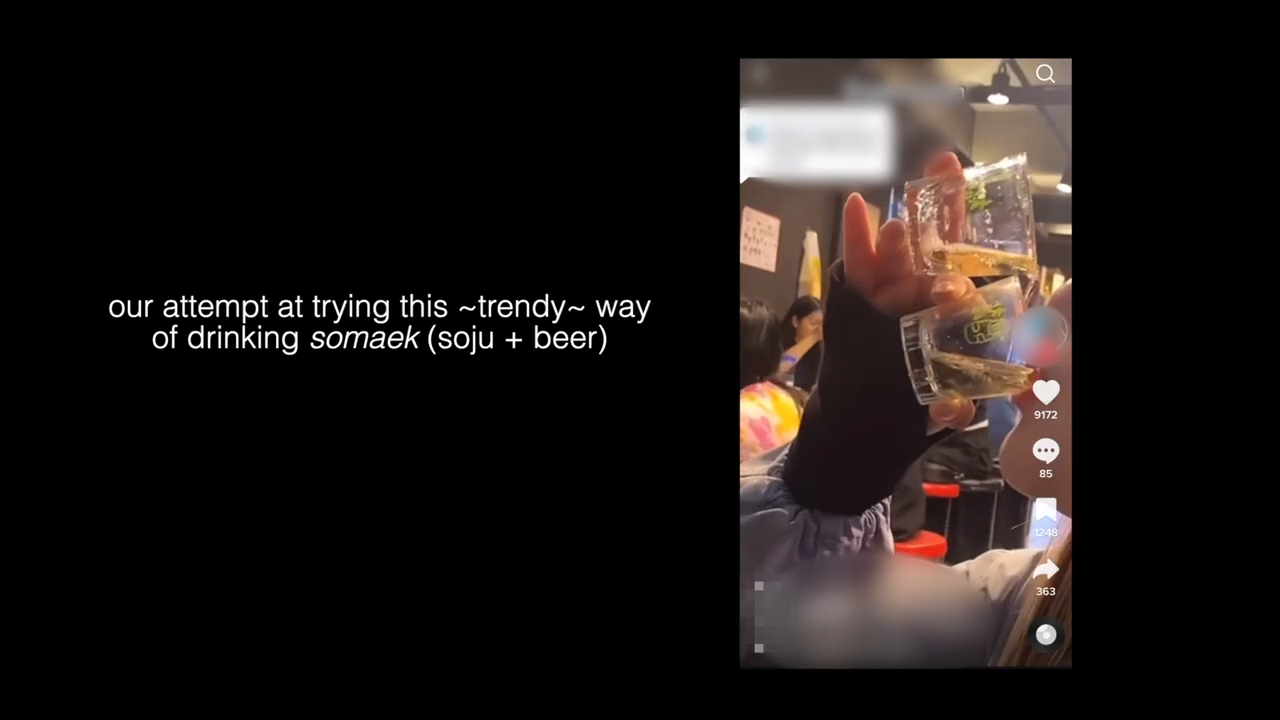 our attempt at trying this ~trendy~ way
of drinking somaek (soju + beer)
9172
85
1248
363